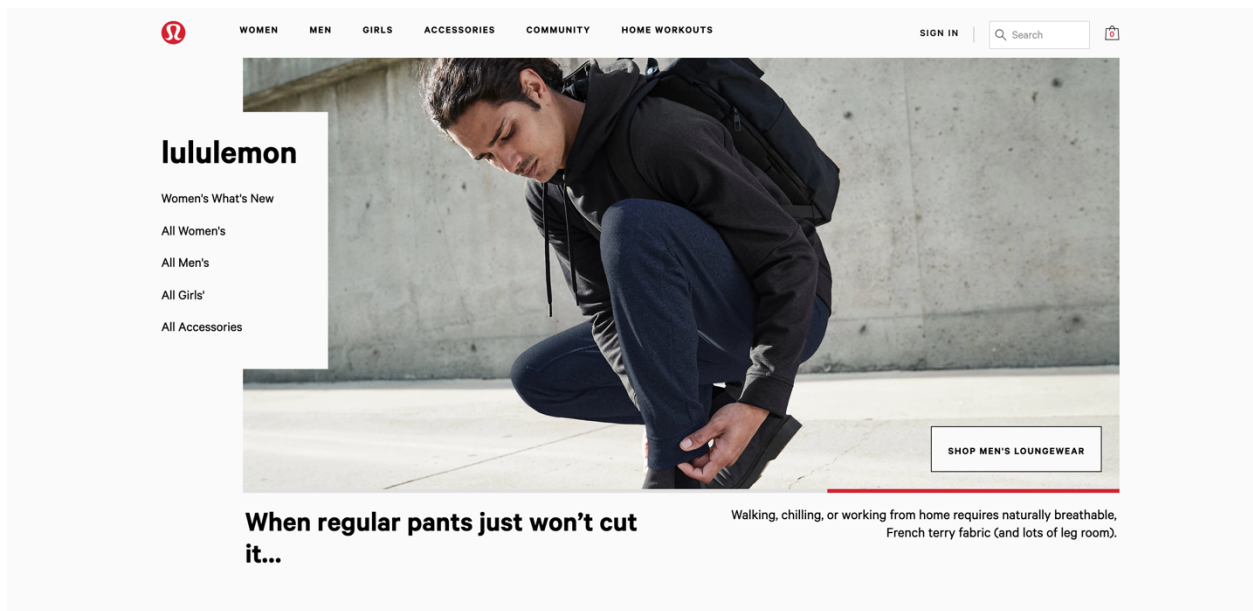 WOMEN MEN GIRLS ACCESSORIES COMMUNITY HOME WORKOUTS
SIGN IN Search 0
lululemon
Women's What's New
All Women's
All Men's
All Girls'
All Accessories
SHOP MEN'S LOUNGEWEAR
When regular pants just won’t cut
it...
Walking, chilling, or working from home requires naturally breathable,
French terry fabric (and lots of leg room).